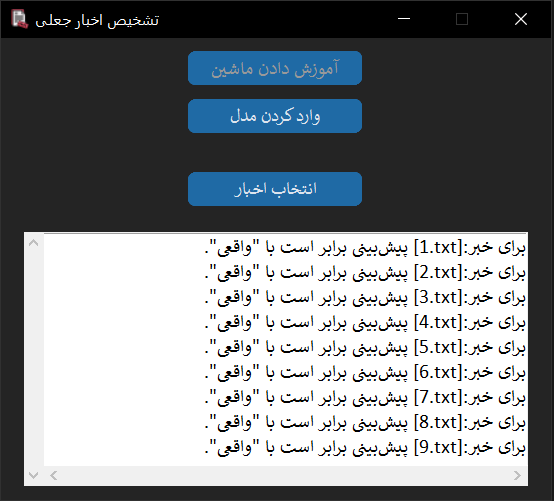 تشخیص اخبار جعلی
آموزش دادن ماشین
وارد کردن مدل
انتخاب اخبار
برای خبر:[1.txt] پیش‌بینی برابر است با "واقعی".
برای خبر:[2.txt] پیش‌بینی برابر است با "واقعی".
برای خبر:[3.txt] پیش‌بینی برابر است با "واقعی".
برای خبر:[4.txt] پیش‌بینی برابر است با "واقعی".
برای خبر:[5.txt] پیش‌بینی برابر است با "واقعی".
برای خبر:[6.txt] پیش‌بینی برابر است با "واقعی".
برای خبر:[7.txt] پیش‌بینی برابر است با "واقعی".
برای خبر:[8.txt] پیش‌بینی برابر است با "واقعی".
برای خبر:[9.txt] پیش‌بینی برابر است با "واقعی".